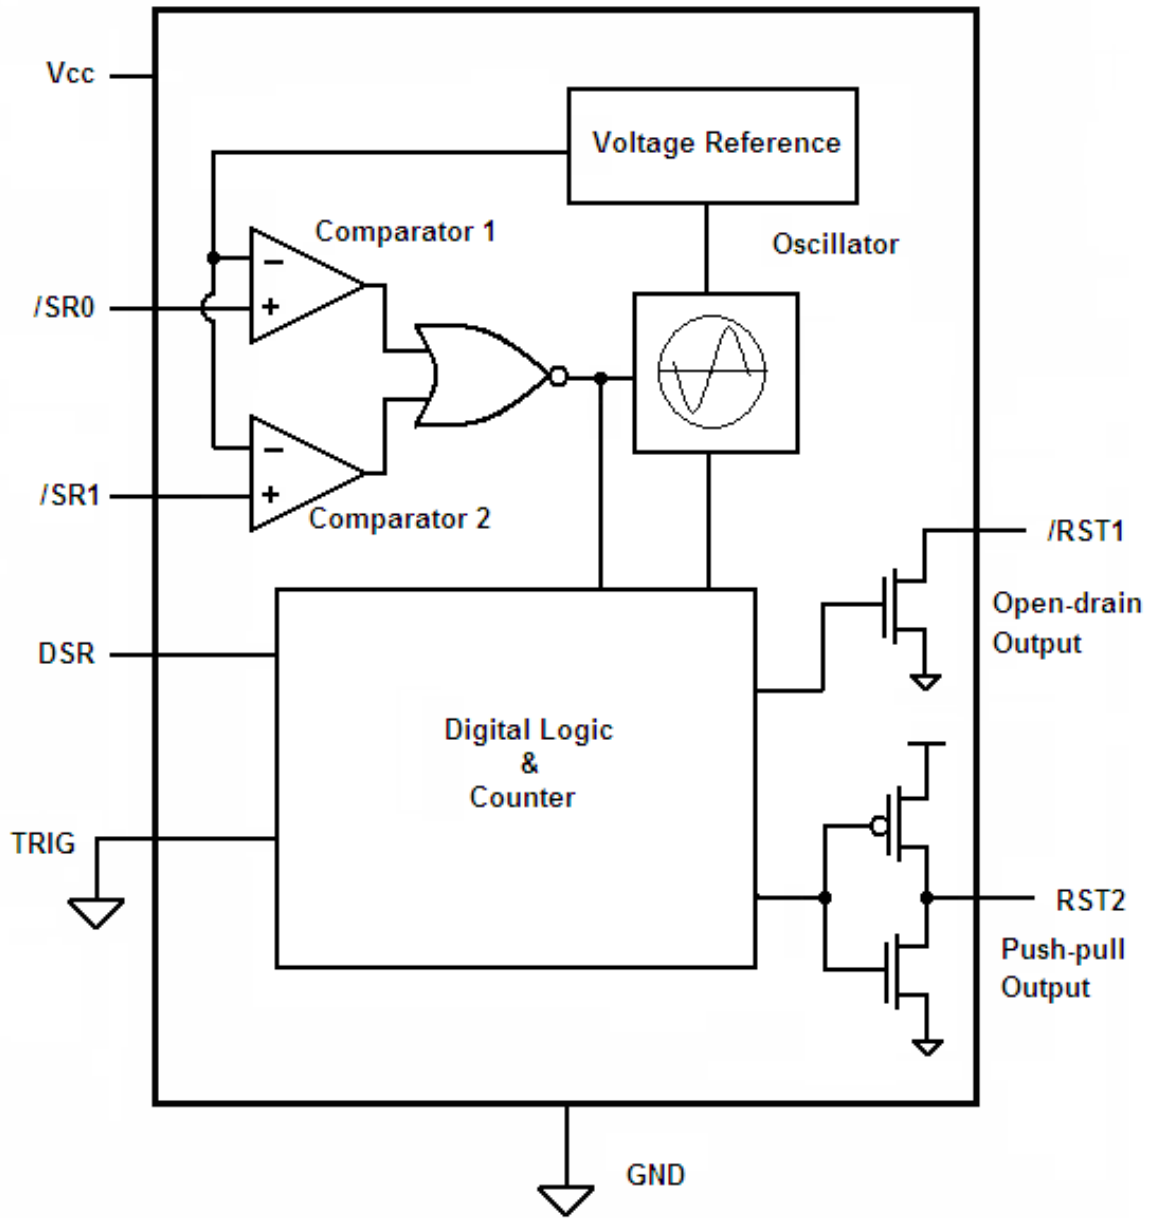 Vcc
Voltage Reference
Comparator 1
Oscillator
−
/SR0
+
−
/SR1
+
Comparator 2
/RST1
Open-drain
Output
DSR
Digital Logic
&
Counter
TRIG
RST2
Push-pull
Output
GND